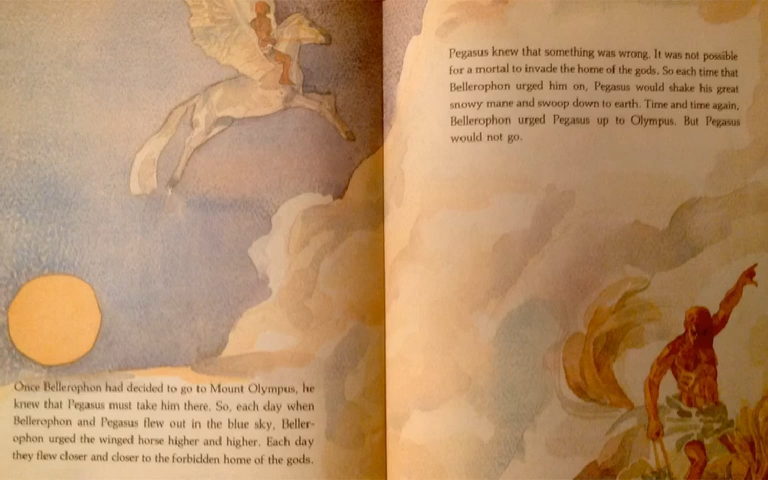 Once Bellerophon had decided to go to Mount Olympus, he
knew that Pegasus must take him there. So, each day when
Bellerophon and Pegasus flew out in the blue sky, Beller-
ophon urged the winged horse higher and higher. Each day
they flew closer and closer to the forbidden home of the gods.
Pegasus knew that something was wrong. It was not possible
for a mortal to invade the home of the gods. So each time that
Bellerophon urged him on, Pegasus would shake his great
snowy mane and swoop down to earth. Time and time again,
Bellerophon urged Pegasus up to Olympus. But Pegasus
would not go.